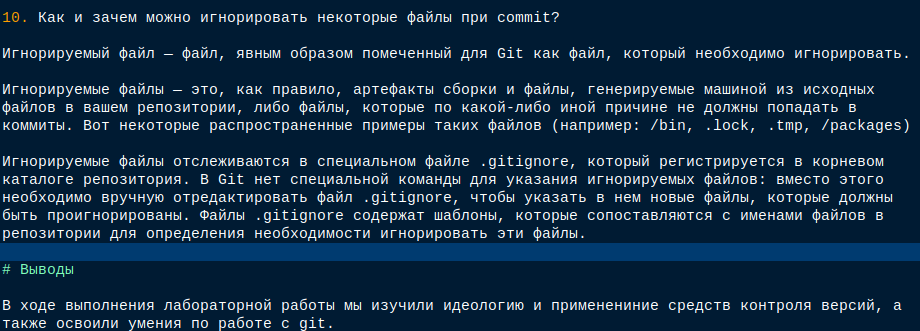 10. Как и зачем можно игнорировать некоторые файлы при commit?
Игнорируемый файл — файл, явным образом помеченный для Git как файл, который необходимо игнорировать.
Игнорируемые файлы — это, как правило, артефакты сборки и файлы, генерируемые машиной из исходных
файлов в вашем репозитории, либо файлы, которые по какой-либо иной причине не должны попадать в
коммиты. Вот некоторые распространенные примеры таких файлов (например: /bin, .lock, .tmp, /packages)
Игнорируемые файлы отслеживаются в специальном файле .gitignore, который регистрируется в корневом
каталоге репозитория. В Git нет специальной команды для указания игнорируемых файлов: вместо этого
необходимо вручную отредактировать файл .gitignore, чтобы указать в нем новые файлы, которые должны
быть проигнорированы. Файлы .gitignore содержат шаблоны, которые сопоставляются с именами файлов в
репозитории для определения необходимости игнорировать эти файлы.
# Выводы
В ходе выполнения лабораторной работы мы изучили идеологию и применениние средств контроля версий, а
также освоили умения по работе с git.